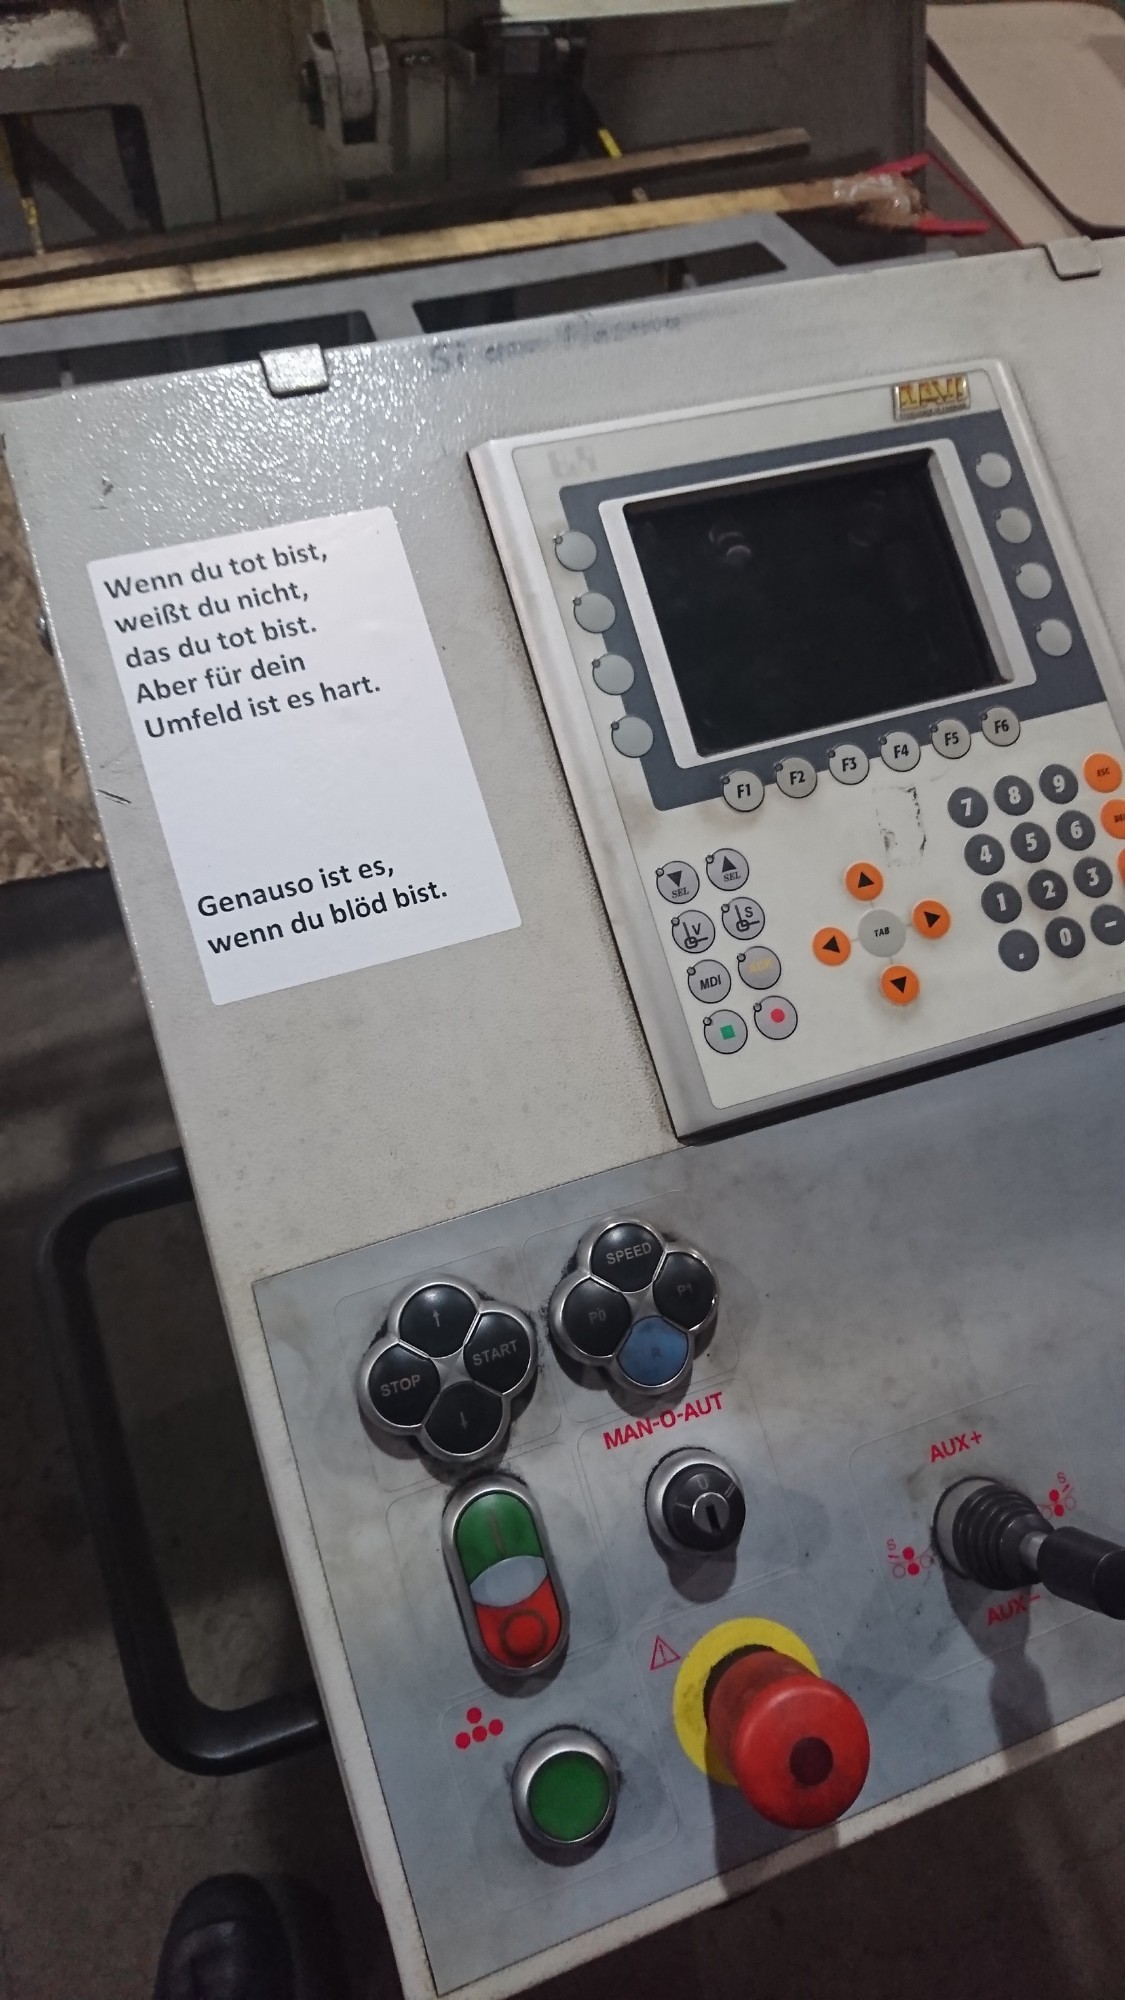 DAVI
Wenn du tot bist,
weißt du nicht,
das du tot bist.
Aber für dein
Umfeld ist es hart.
Genauso ist es,
wenn du blöd bist.
F1 F2 F3 F4 F5 F6
7 8 9 ESC
4 5 6
1 2 3
. 0 -
SEL SEL
V S
TAB
MDI
SPEED
P0 P1
START
STOP
MAN-O-AUT
AUX+
S
S
AUX-